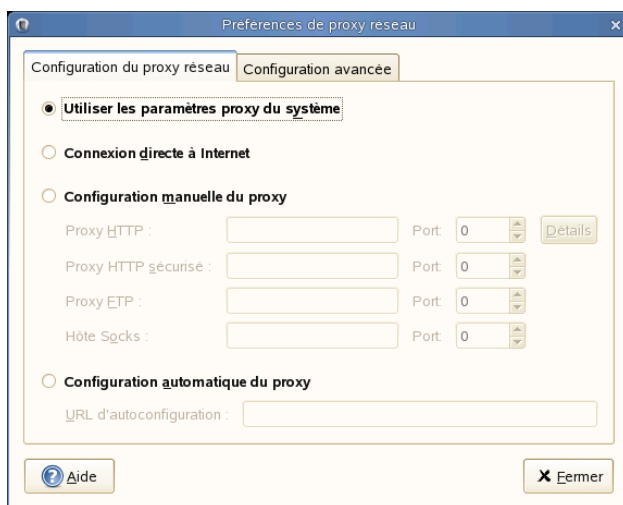 Préférences de proxy réseau
Configuration du proxy réseau Configuration avancée
Utiliser les paramètres proxy du système
Connexion directe à Internet
Configuration manuelle du proxy
Proxy HTTP : Port: 0 Détails
Proxy HTTP sécurisé : Port: 0
Proxy FTP : Port: 0
Hôte Socks : Port: 0
Configuration automatique du proxy
URL d'autoconfiguration :
Aide Fermer